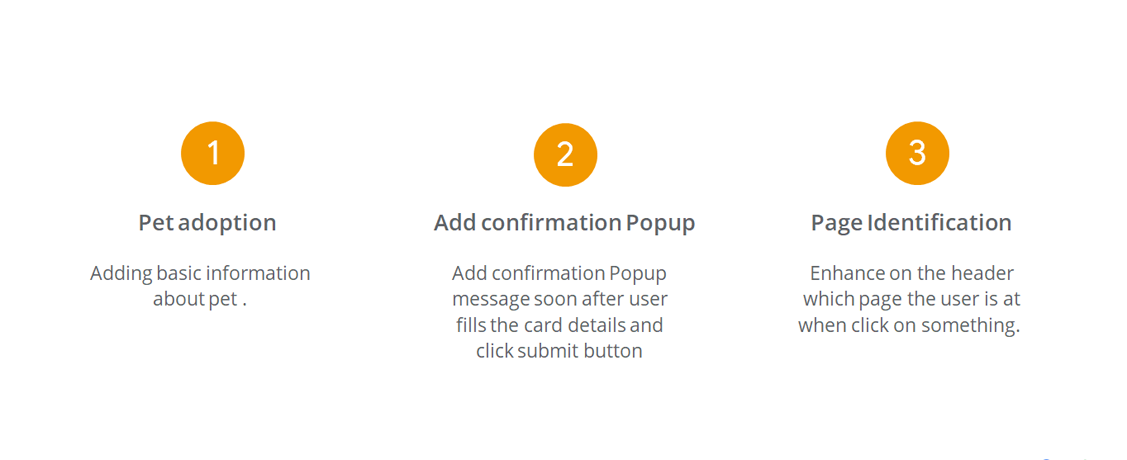 1
Pet adoption
Adding basic information
about pet .
2
Add confirmation Popup
Add confirmation Popup
message soon after user
fills the card details and
click submit button
3
Page Identification
Enhance on the header
which page the user is at
when click on something.